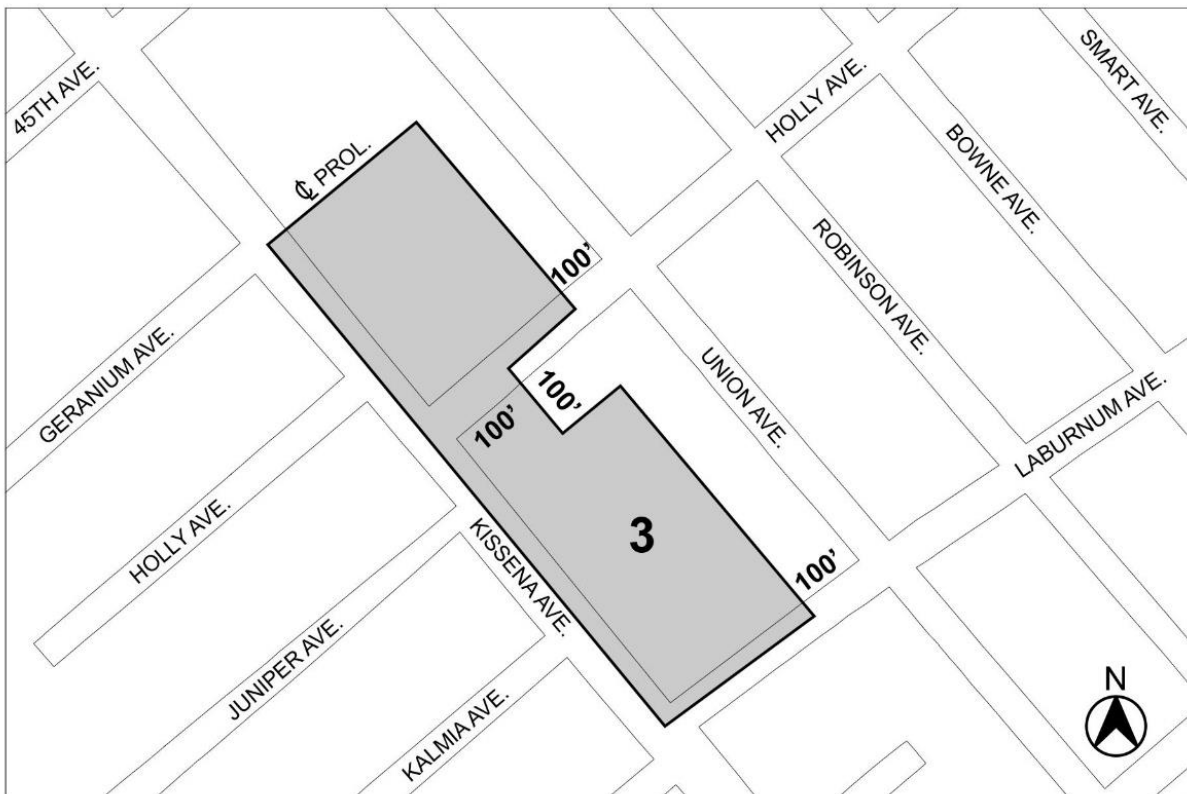 45TH AVE.
SMART AVE.
HOLLY AVE.
BOWNE AVE.
℄ PROL.
ROBINSON AVE.
100’
GERANIUM AVE.
UNION AVE.
100’
100’
LABURNUM AVE.
HOLLY AVE.
KISSENA AVE.
3
100’
JUNIPER AVE.
KALMIA AVE.
N